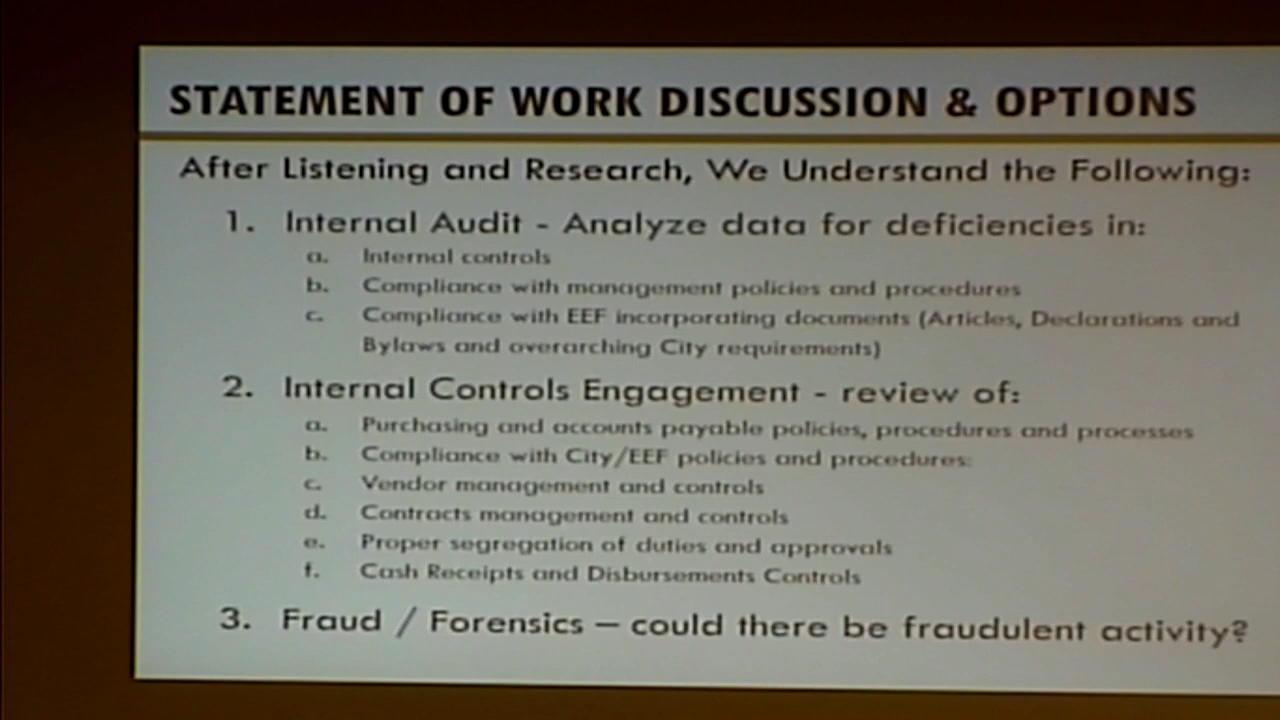 STATEMENT OF WORK DISCUSSION & OPTIONS
After Listening and Research, We Understand the Following:
1. Internal Audit - Analyze data for deficiencies in:
a. Internal controls
b. Compliance with management policies and procedures
c. Compliance with EEF incorporating documents (Articles, Declarations and
Bylaws and overarching City requirements)
2. Internal Controls Engagement - review of:
a. Purchasing and accounts payable policies, procedures and processes
b. Compliance with City/EEF policies and procedures:
c. Vendor management and controls
d. Contracts management and controls
e. Proper segregation of duties and approvals
f. Cash Receipts and Disbursements Controls
3. Fraud / Forensics – could there be fraudulent activity?